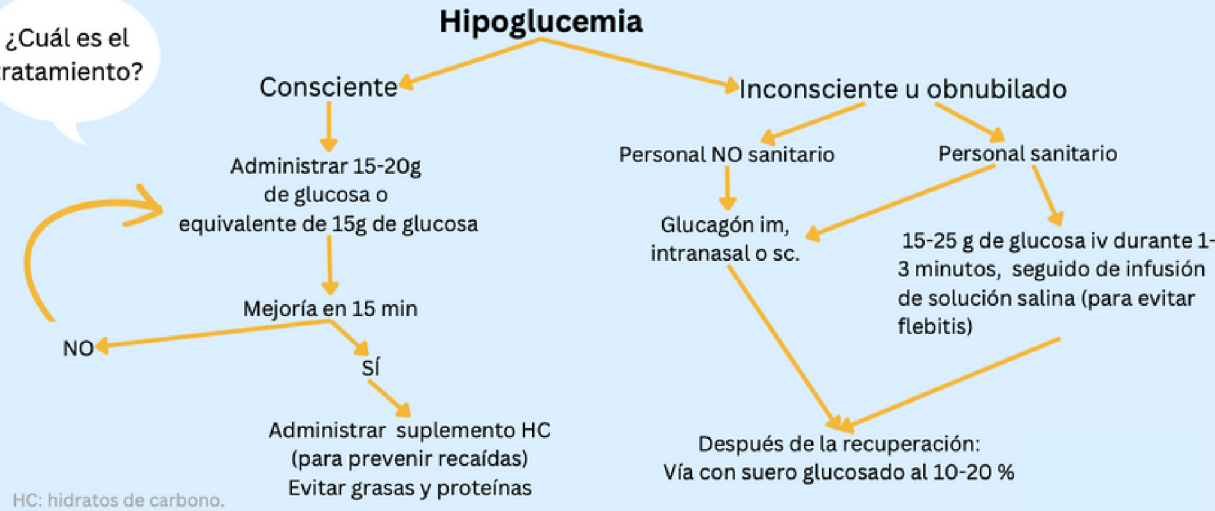 Hipoglucemia
¿Cuál es el
tratamiento?
Consciente
Inconsciente u obnubilado
Administrar 15-20g
de glucosa o
equivalente de 15g de glucosa
Mejoría en 15 min
NO
SÍ
Administrar suplemento HC
(para prevenir recaídas)
Evitar grasas y proteínas
Personal NO sanitario
Personal sanitario
Glucagón im,
intranasal o sc.
15-25 g de glucosa iv durante 1-
3 minutos, seguido de infusión
de solución salina (para evitar
flebitis)
Después de la recuperación:
Vía con suero glucosado al 10-20 %
HC: hidratos de carbono.